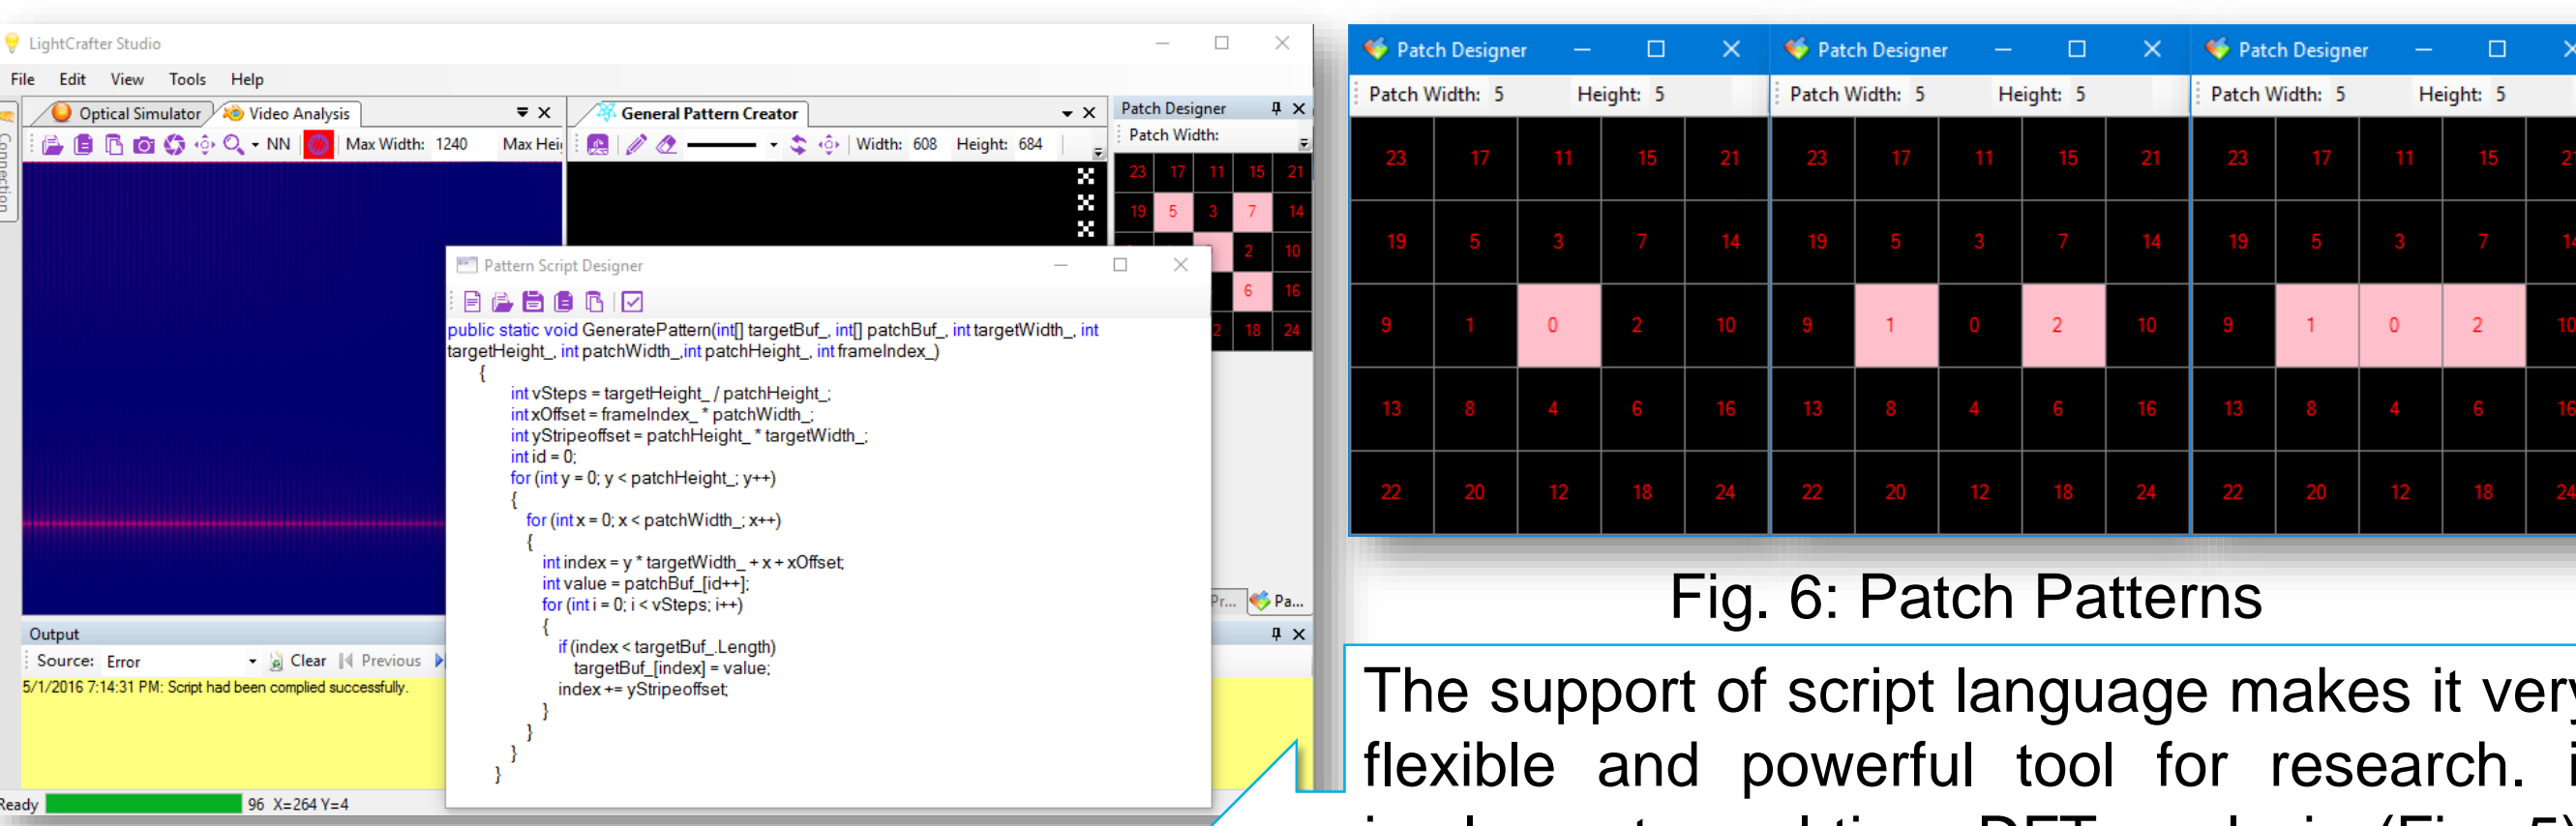 LightCrafter Studio
File Edit View Tools Help
Connection
Optical Simulator Video Analysis
NN Max Width: 1240 Max Hei
General Pattern Creator
Width: 608 Height: 684
Patch Designer
Patch Width:
23 17 11 15 21
19 5 3 7 14
2 10
6 16
2 18 24
Pattern Script Designer
public static void GeneratePattern(int[] targetBuf_, int[] patchBuf_, int targetWidth_, int
targetHeight_, int patchWidth_,int patchHeight_, int frameIndex_)
{
int vSteps = targetHeight_ / patchHeight_;
int xOffset = frameIndex_ * patchWidth_;
int yStripeoffset = patchHeight_ * targetWidth_;
int id = 0;
for (int y = 0; y < patchHeight_; y++)
{
for (int x = 0; x < patchWidth_; x++)
{
int index = y * targetWidth_ + x + xOffset;
int value = patchBuf_[id++];
for (int i = 0; i < vSteps; i++)
{
if (index < targetBuf_.Length)
targetBuf_[index] = value;
index += yStripeoffset;
}
}
}
}
Pr... Pa...
Output
Source: Error Clear Previous
5/1/2016 7:14:31 PM: Script had been complied successfully.
Ready 96 X=264 Y=4
Patch Designer
Patch Width: 5 Height: 5
23 17 11 15 21
19 5 3 7 14
9 1 0 2 10
13 8 4 6 16
22 20 12 18 24
Patch Designer
Patch Width: 5 Height: 5
23 17 11 15 21
19 5 3 7 14
9 1 0 2 10
13 8 4 6 16
22 20 12 18 24
Patch Designer
Patch Width: 5 Height: 5
23 17 11 15 21
19 5 3 7 14
9 1 0 2 10
13 8 4 6 16
22 20 12 18 24
Fig. 6: Patch Patterns
The support of script language makes it very
flexible and powerful tool for research. i